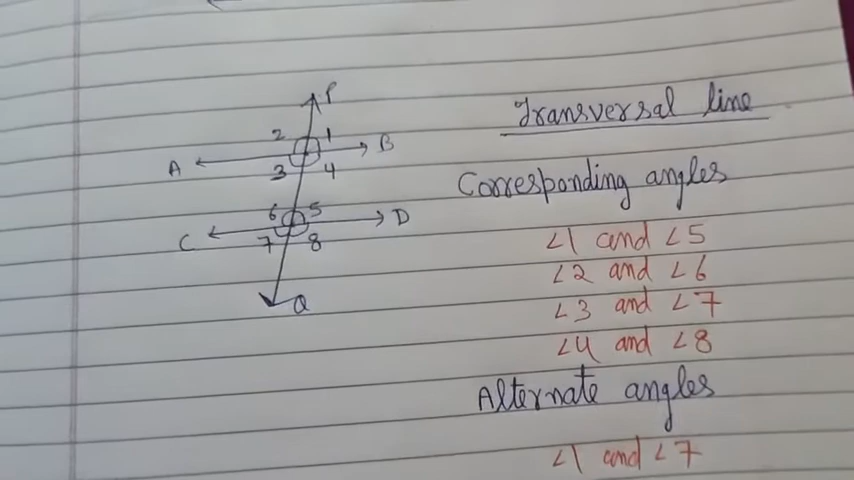 P
2 1
A B
3 4
6 5
C D
7 8
Q
Transversal line
Corresponding angles
∠1 and ∠5
∠2 and ∠6
∠3 and ∠7
∠4 and ∠8
Alternate angles
∠1 and ∠7